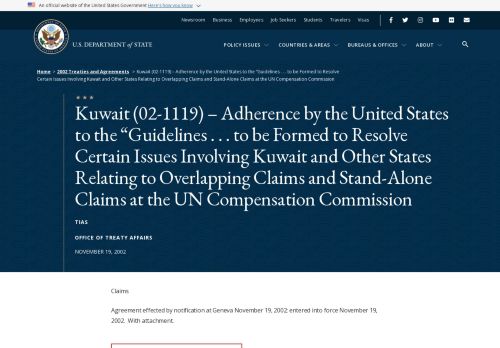 An official website of the United States Government Here's how you know
Newsroom Business Employers Job Seekers Students Travelers Visas
U.S. DEPARTMENT of STATE
POLICY ISSUES COUNTRIES & AREAS BUREAUS & OFFICES ABOUT
Home > 2002 Treaties and Agreements > Kuwait (02-1119) – Adherence by the United States to the "Guidelines . . . to be Formed to Resolve
Certain Issues Involving Kuwait and Other States Relating to Overlapping Claims and Stand-Alone Claims at the UN Compensation Commission
Kuwait (02-1119) – Adherence by the United States
to the “Guidelines . . . to be Formed to Resolve
Certain Issues Involving Kuwait and Other States
Relating to Overlapping Claims and Stand-Alone
Claims at the UN Compensation Commission
TIAS
OFFICE OF TREATY AFFAIRS
NOVEMBER 19, 2002
Claims
Agreement effected by notification at Geneva November 19, 2002: entered into force November 19,
2002. With attachment.